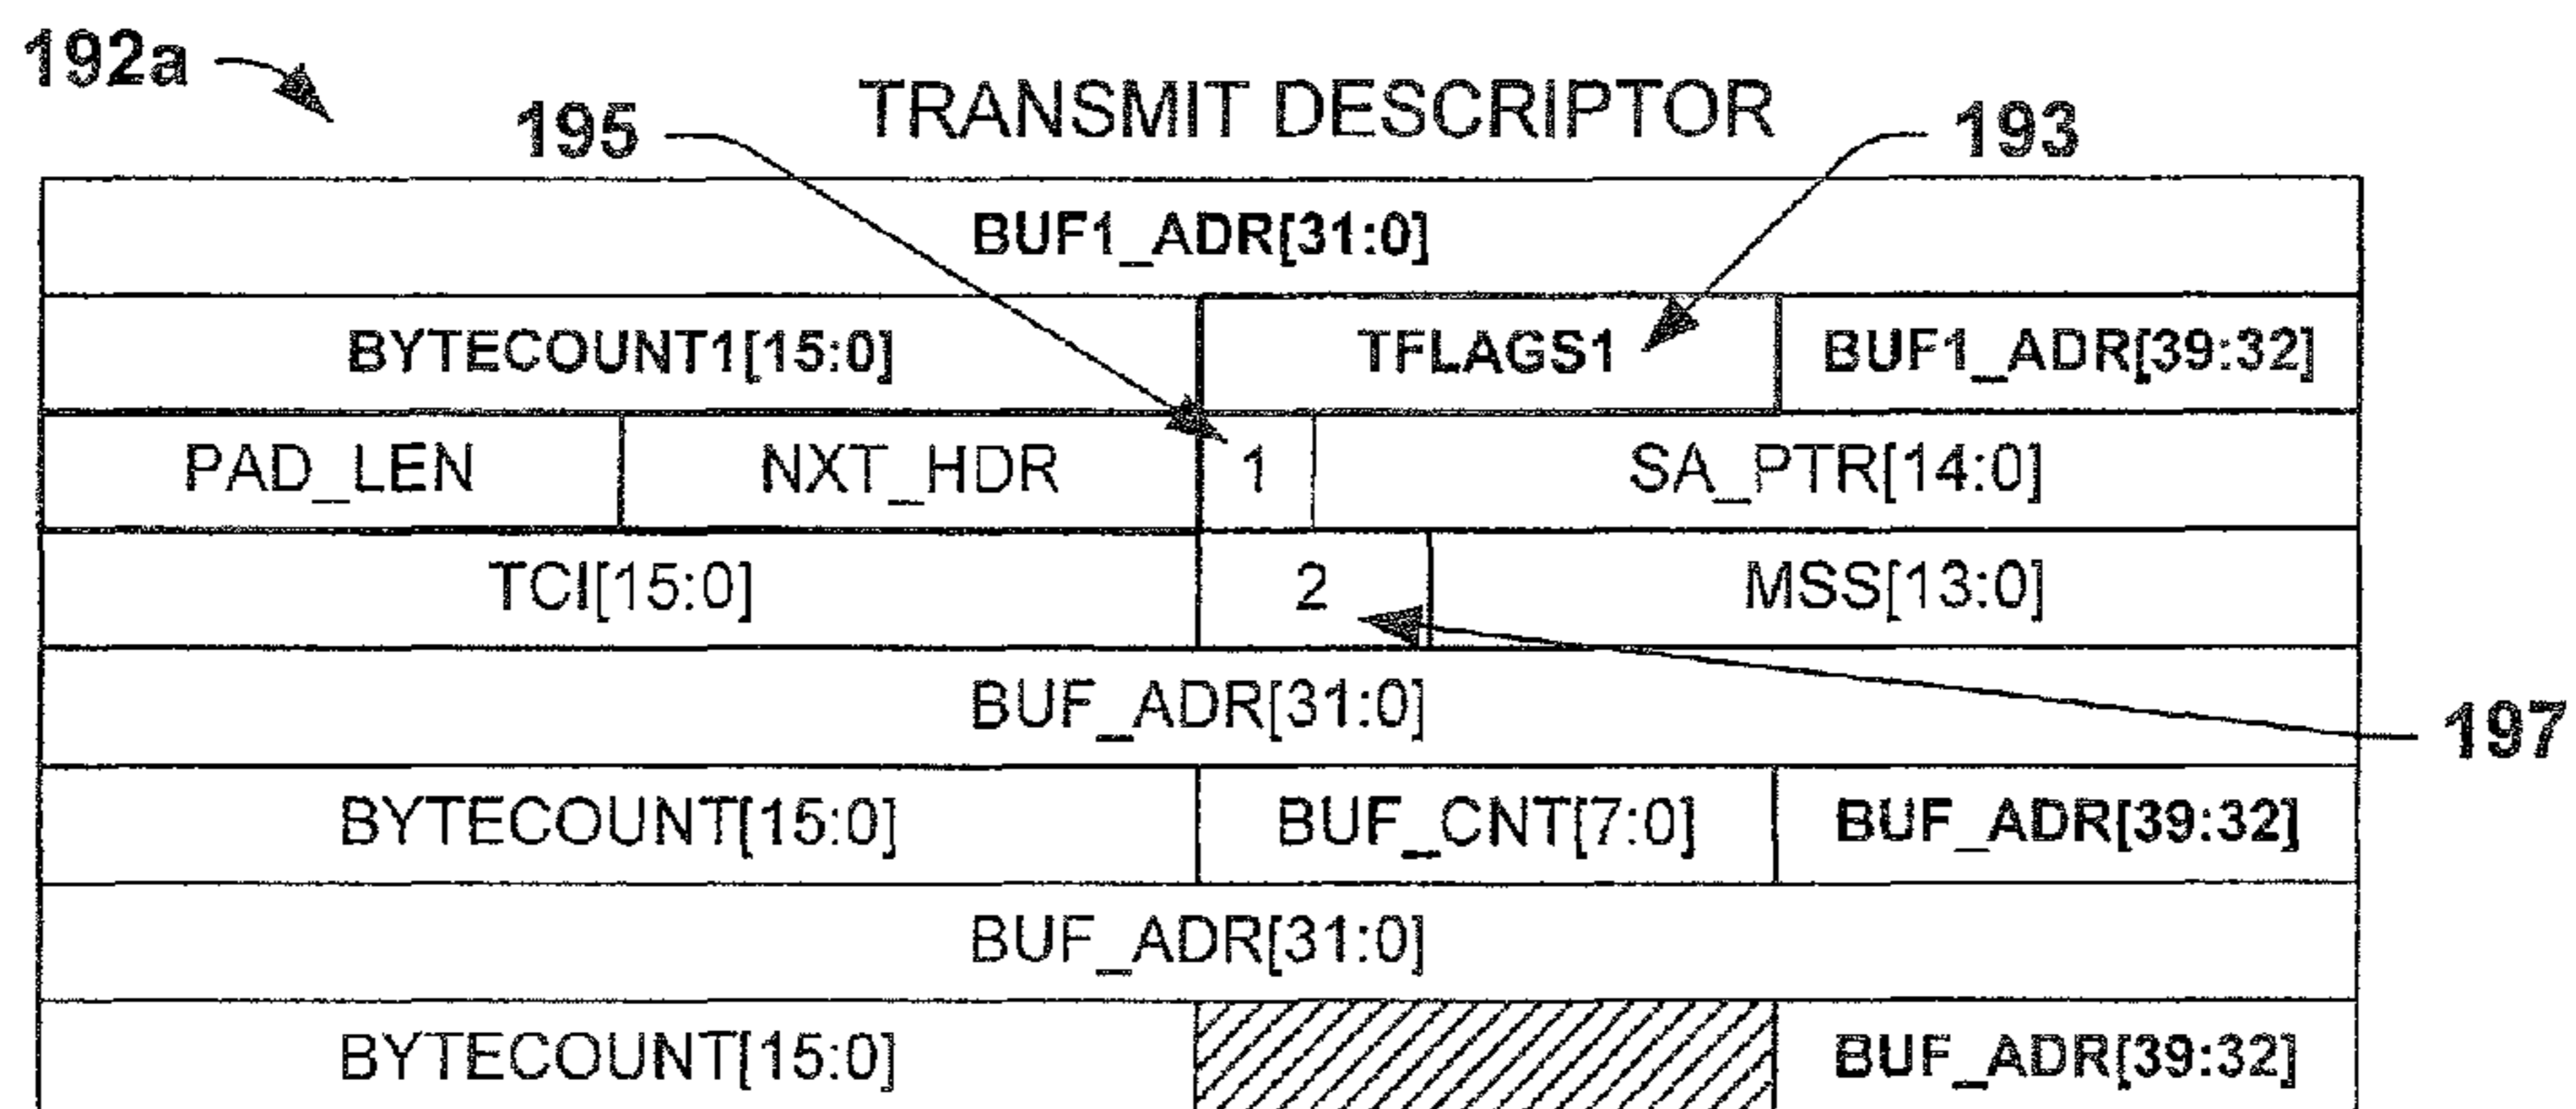 192a
TRANSMIT DESCRIPTOR
195
193
BUF1_ADR[31:0]
BYTECOUNT1[15:0] TFLAGS1 BUF1_ADR[39:32]
PAD_LEN NXT_HDR 1 SA_PTR[14:0]
TCI[15:0] 2 MSS[13:0]
BUF_ADR[31:0]
197
BYTECOUNT[15:0] BUF_CNT[7:0] BUF_ADR[39:32]
BUF_ADR[31:0]
BYTECOUNT[15:0] BUF_ADR[39:32]